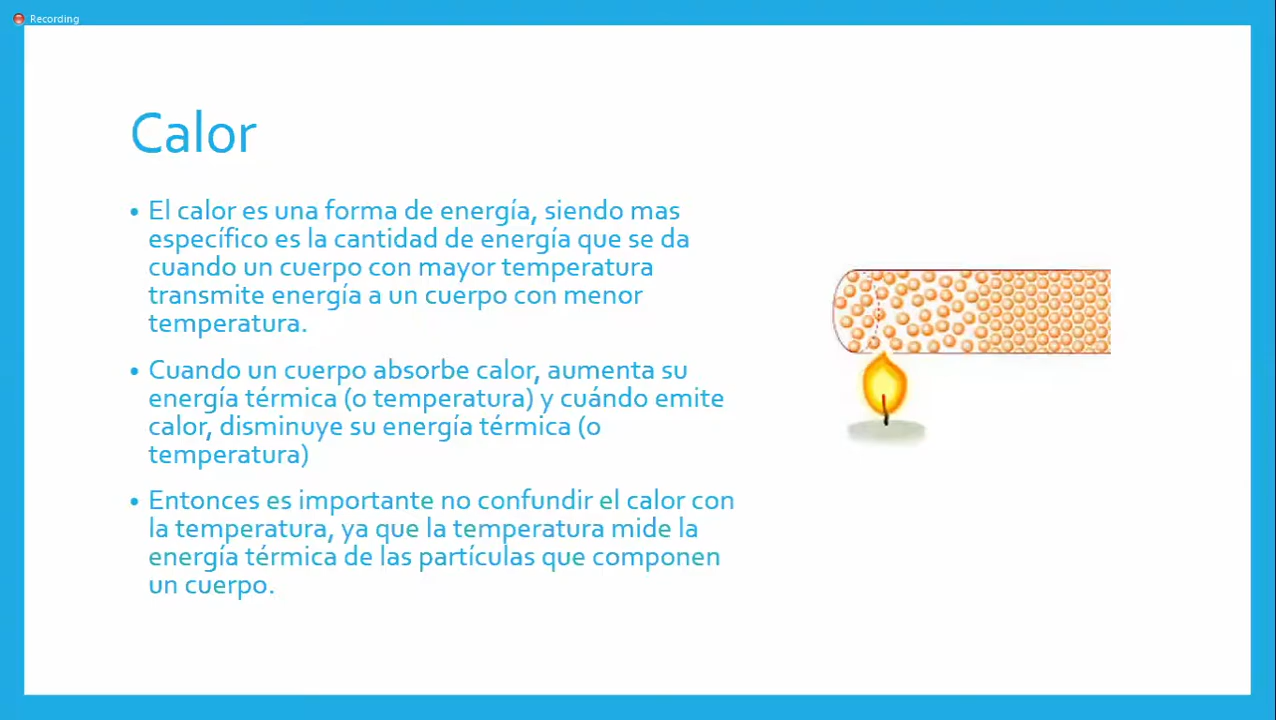 Recording
Calor
• El calor es una forma de energía, siendo mas
específico es la cantidad de energía que se da
cuando un cuerpo con mayor temperatura
transmite energía a un cuerpo con menor
temperatura.
• Cuando un cuerpo absorbe calor, aumenta su
energía térmica (o temperatura) y cuándo emite
calor, disminuye su energía térmica (o
temperatura)
• Entonces es importante no confundir el calor con
la temperatura, ya que la temperatura mide la
energía térmica de las partículas que componen
un cuerpo.